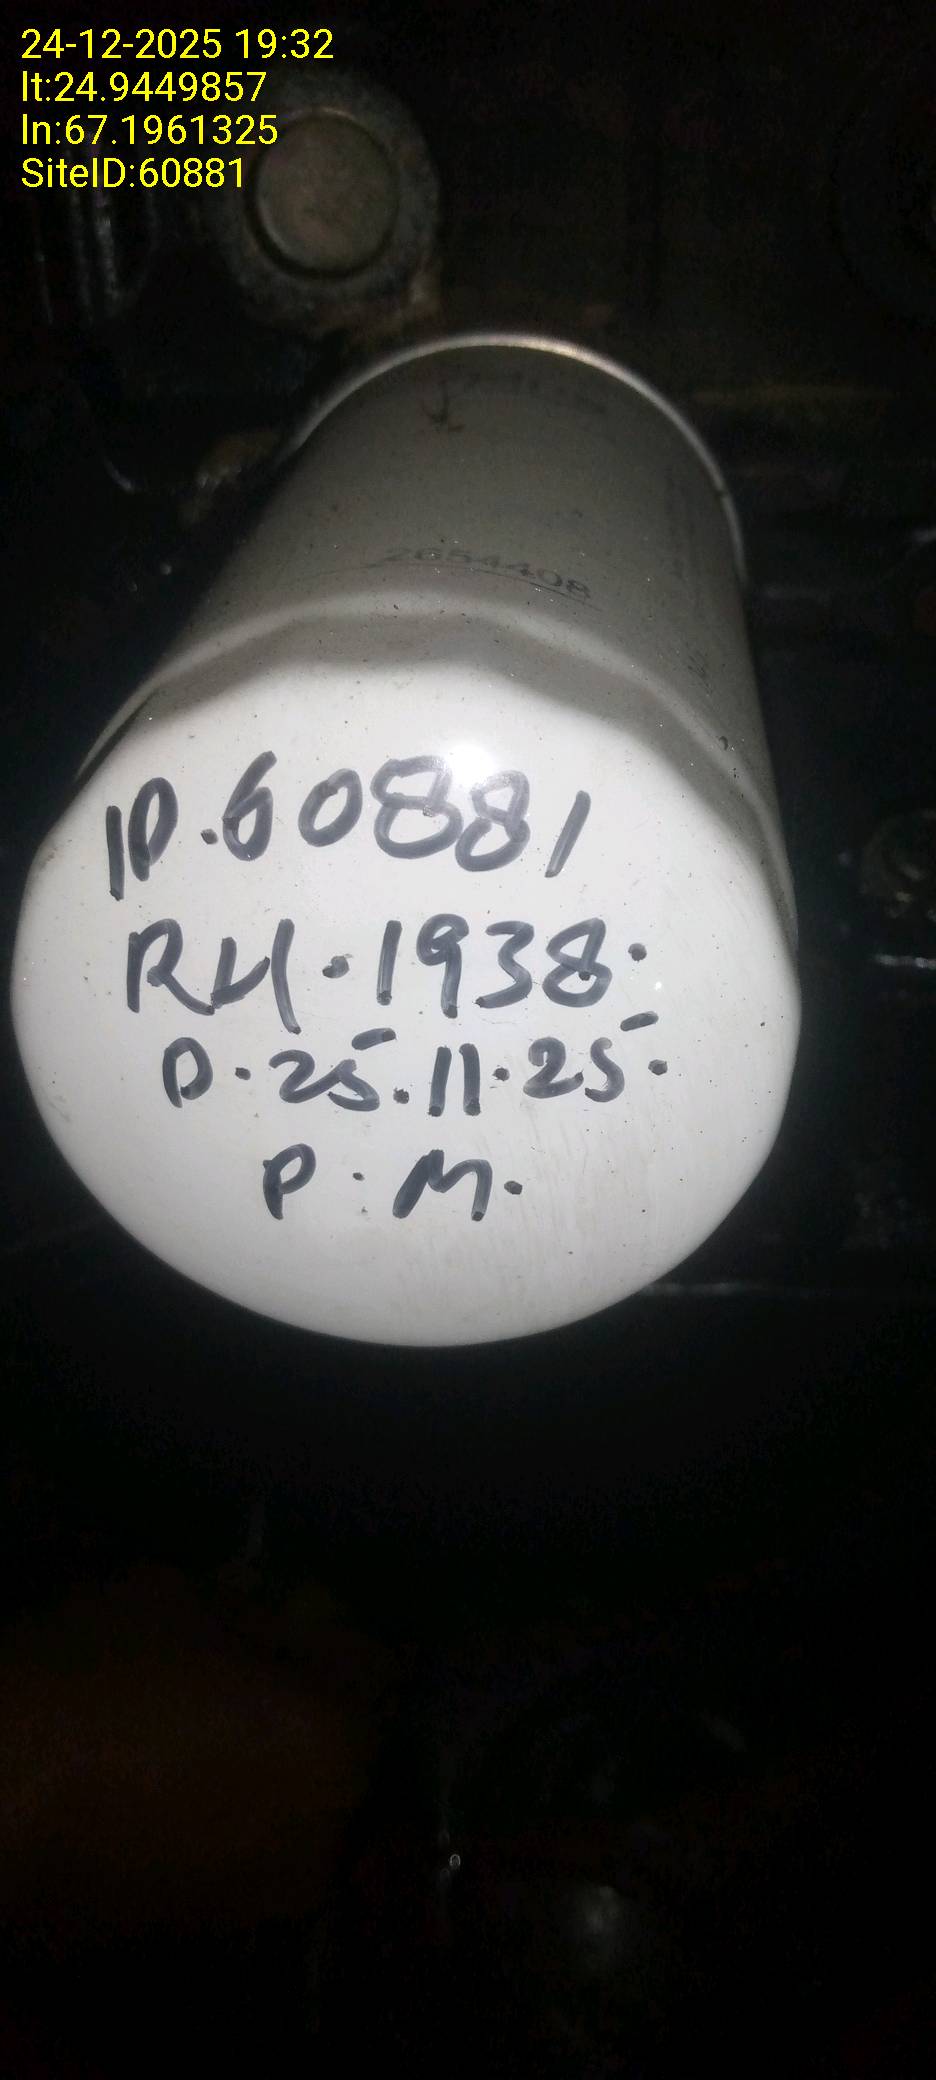 24-12-2025 19:32
lt:24.9449857
ln:67.1961325
SiteID:60881
2654408
ID.60881
RH.1938.
D.25.11.25.
P.M.